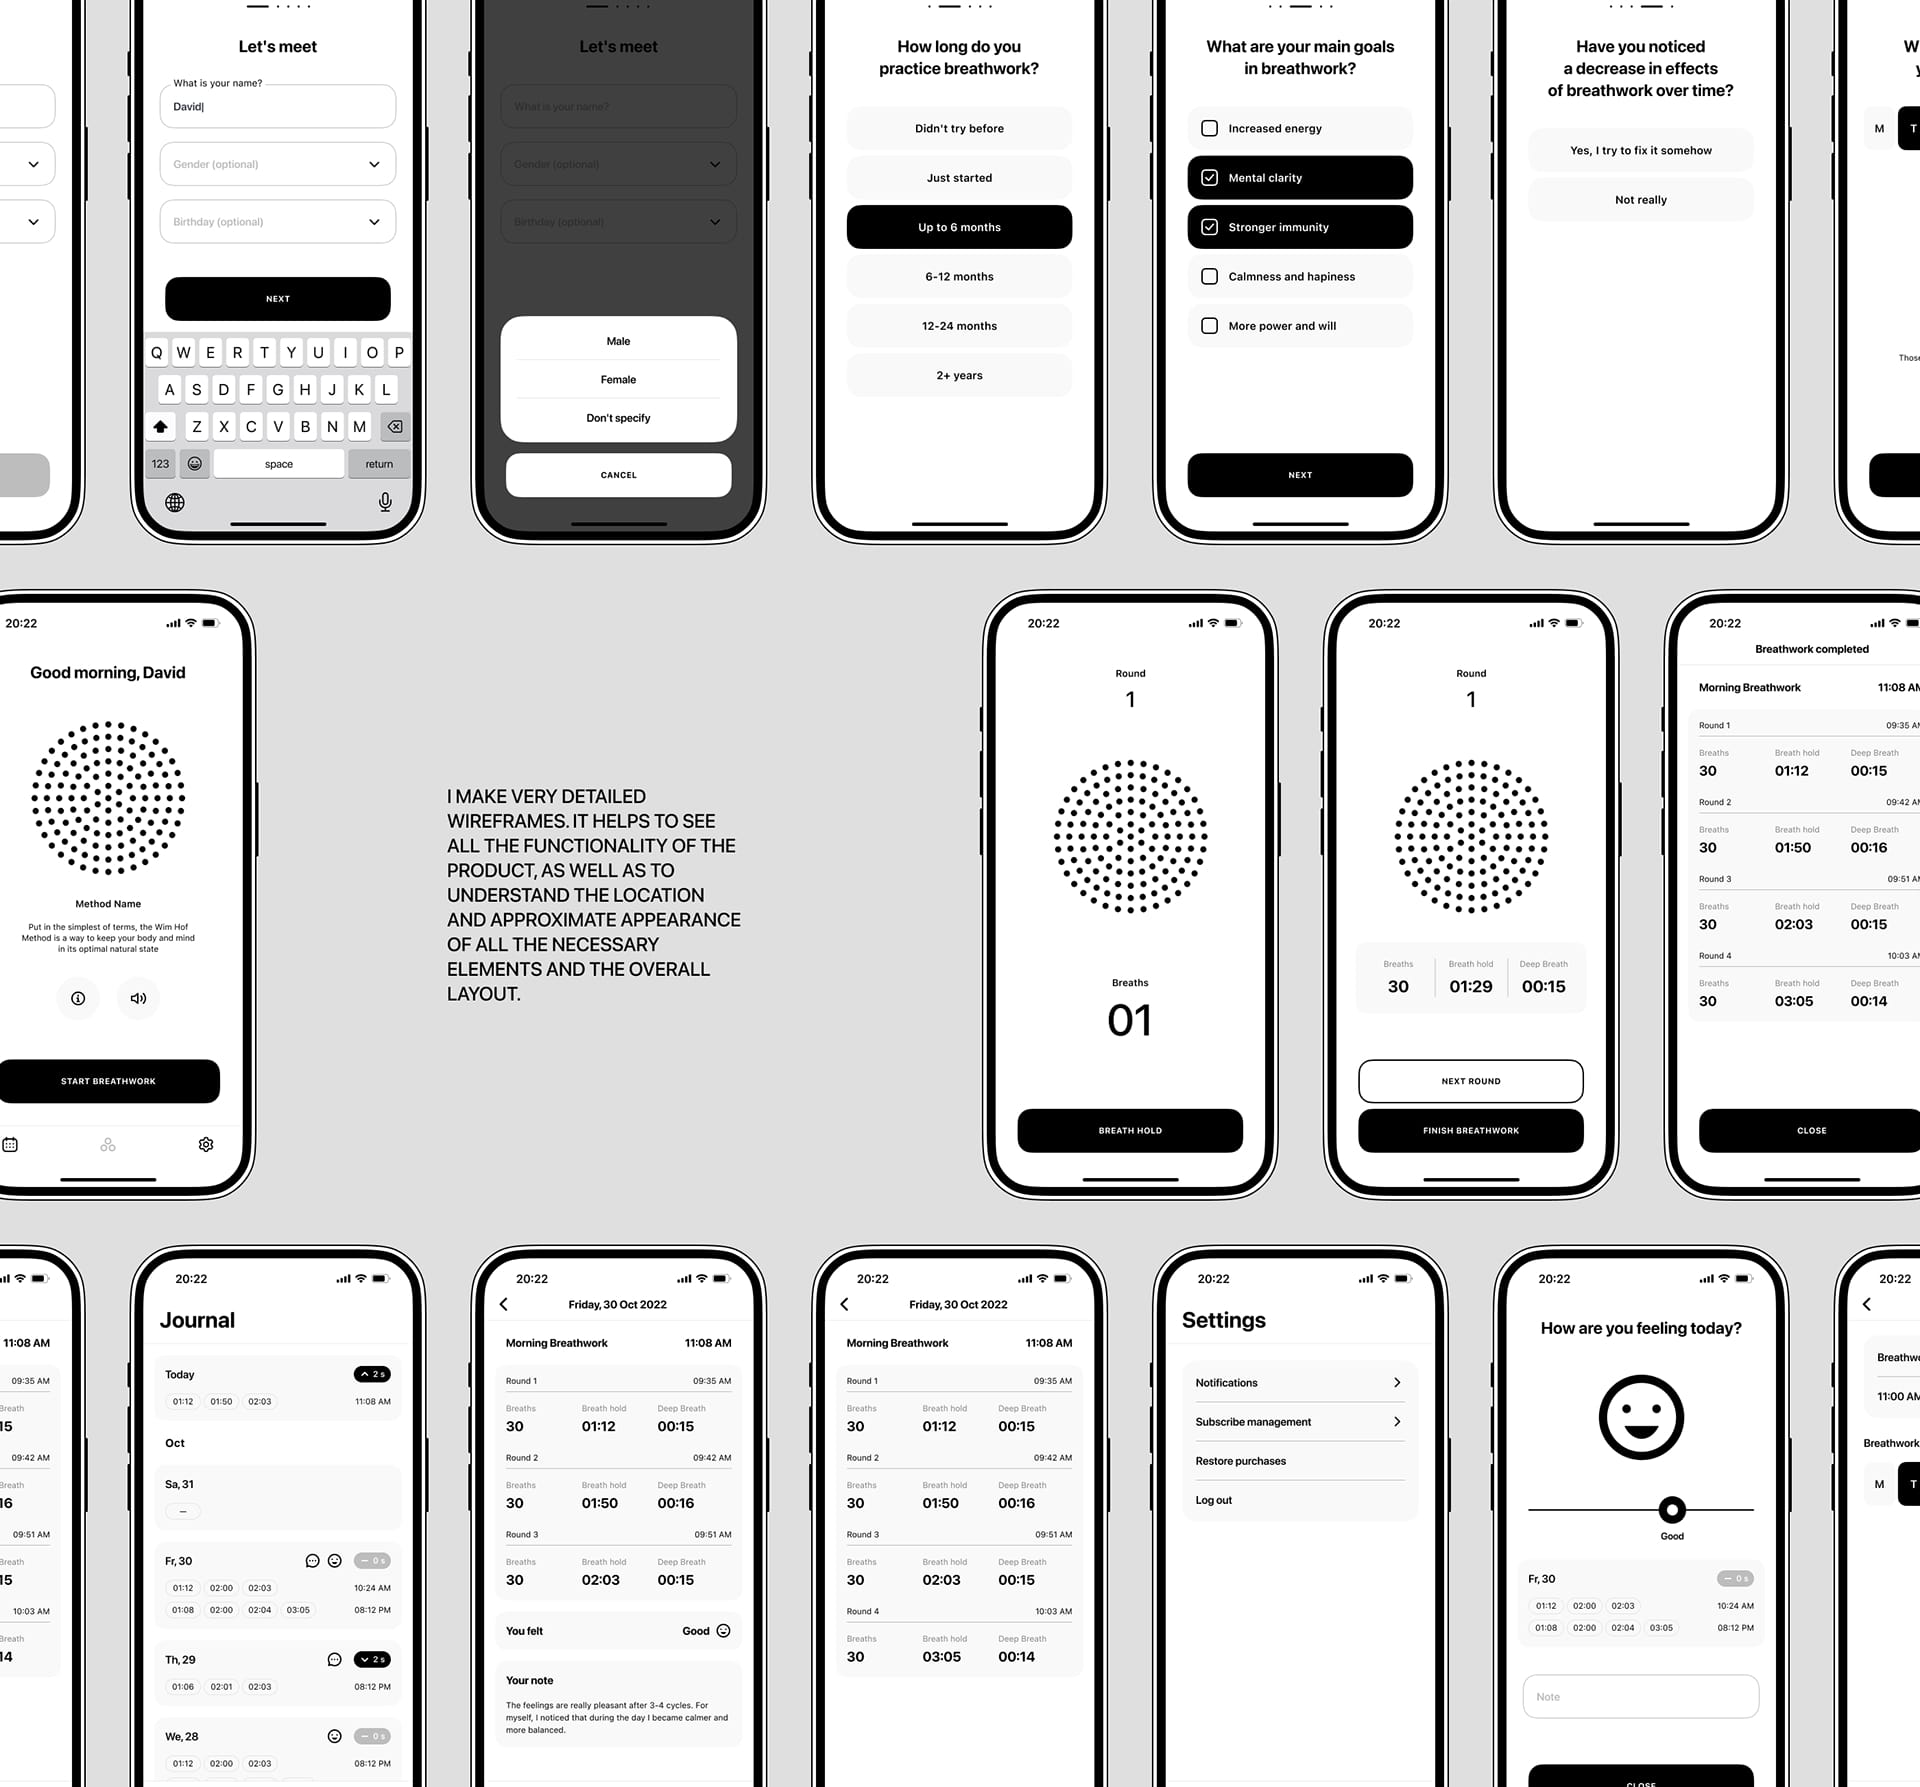 Let's meet
What is your name?
David
Gender (optional)
Birthday (optional)
NEXT
Q W E R T Y U I O P
A S D F G H J K L
Z X C V B N M
123 space return
Let's meet
What is your name?
Gender (optional)
Birthday (optional)
Male
Female
Don't specify
CANCEL
How long do you
practice breathwork?
Didn't try before
Just started
Up to 6 months
6-12 months
12-24 months
2+ years
What are your main goals
in breathwork?
Increased energy
Mental clarity
Stronger immunity
Calmness and hapiness
More power and will
NEXT
Have you noticed
a decrease in effects
of breathwork over time?
Yes, I try to fix it somehow
Not really
W
M T
Those
20:22
Good morning, David
Method Name
Put in the simplest of terms, the Wim Hof
Method is a way to keep your body and mind
in its optimal natural state
START BREATHWORK
I MAKE VERY DETAILED
WIREFRAMES. IT HELPS TO SEE
ALL THE FUNCTIONALITY OF THE
PRODUCT, AS WELL AS TO
UNDERSTAND THE LOCATION
AND APPROXIMATE APPEARANCE
OF ALL THE NECESSARY
ELEMENTS AND THE OVERALL
LAYOUT.
20:22
Round
1
Breaths
01
BREATH HOLD
20:22
Round
1
Breaths Breath hold Deep Breath
30 01:29 00:15
NEXT ROUND
FINISH BREATHWORK
20:22
Breathwork completed
Morning Breathwork 11:08 AM
Round 1 09:35 AM
Breaths Breath hold Deep Breath
30 01:12 00:15
Round 2 09:42 AM
Breaths Breath hold Deep Breath
30 01:50 00:16
Round 3 09:51 AM
Breaths Breath hold Deep Breath
30 02:03 00:15
Round 4 10:03 AM
Breaths Breath hold Deep Breath
30 03:05 00:14
CLOSE
11:08 AM
09:35 AM
Breath
15
09:42 AM
Breath
16
09:51 AM
Breath
15
10:03 AM
Breath
14
20:22
Journal
Today 2 s
01:12 01:50 02:03 11:08 AM
Oct
Sa, 31
–
Fr, 30 – 0 s
01:12 02:00 02:03 10:24 AM
01:08 02:00 02:04 03:05 08:12 PM
Th, 29 2 s
01:06 02:01 02:03 08:12 PM
We, 28 – 0 s
01:12 02:00 02:03 08:12 PM
20:22
Friday, 30 Oct 2022
Morning Breathwork 11:08 AM
Round 1 09:35 AM
Breaths Breath hold Deep Breath
30 01:12 00:15
Round 2 09:42 AM
Breaths Breath hold Deep Breath
30 01:50 00:16
Round 3 09:51 AM
Breaths Breath hold Deep Breath
30 02:03 00:15
You felt Good
Your note
The feelings are really pleasant after 3-4 cycles. For
myself, I noticed that during the day I became calmer and
more balanced.
20:22
Friday, 30 Oct 2022
Morning Breathwork 11:08 AM
Round 1 09:35 AM
Breaths Breath hold Deep Breath
30 01:12 00:15
Round 2 09:42 AM
Breaths Breath hold Deep Breath
30 01:50 00:16
Round 3 09:51 AM
Breaths Breath hold Deep Breath
30 02:03 00:15
Round 4 10:03 AM
Breaths Breath hold Deep Breath
30 03:05 00:14
20:22
Settings
Notifications
Subscribe management
Restore purchases
Log out
20:22
How are you feeling today?
Good
Fr, 30 – 0 s
01:12 02:00 02:03 10:24 AM
01:08 02:00 02:04 03:05 08:12 PM
Note
CLOSE
20:22
Breathwo
11:00 AM
Breathwork
M T